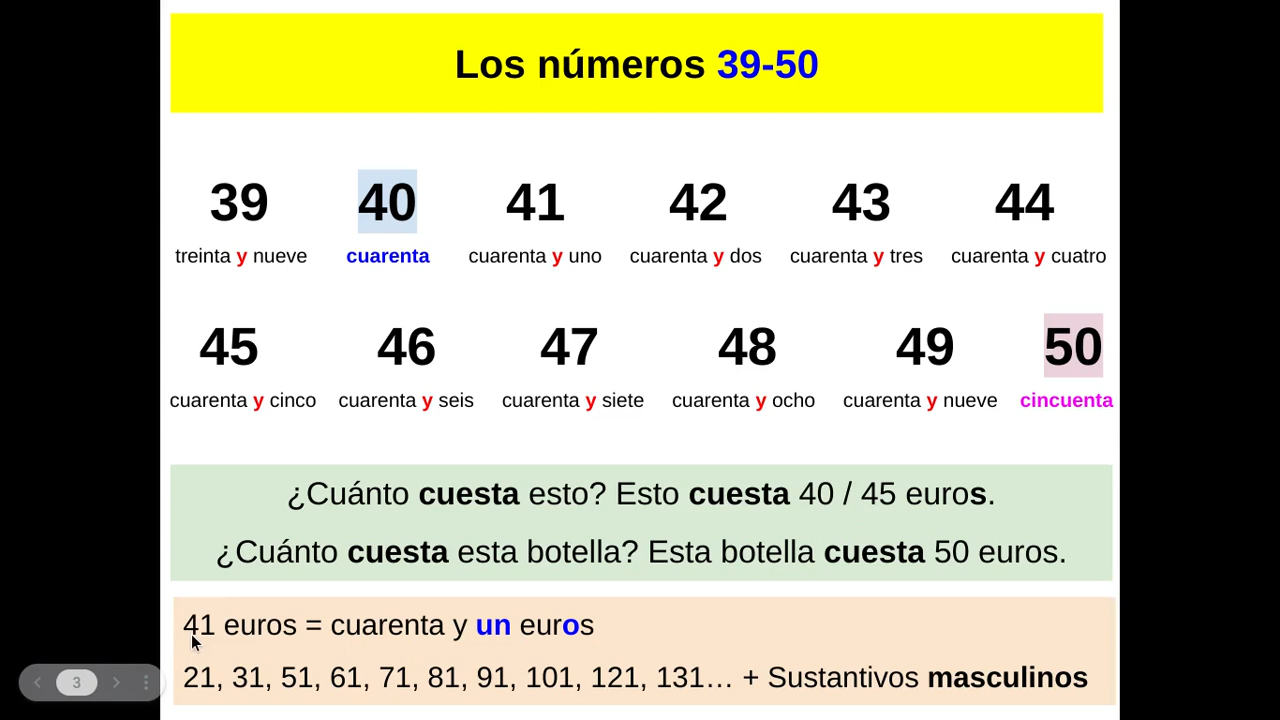 Los números 39-50
39 40 41 42 43 44
treinta y nueve cuarenta cuarenta y uno cuarenta y dos cuarenta y tres cuarenta y cuatro
45 46 47 48 49 50
cuarenta y cinco cuarenta y seis cuarenta y siete cuarenta y ocho cuarenta y nueve cincuenta
¿Cuánto cuesta esto? Esto cuesta 40 / 45 euros.
¿Cuánto cuesta esta botella? Esta botella cuesta 50 euros.
41 euros = cuarenta y un euros
21, 31, 51, 61, 71, 81, 91, 101, 121, 131… + Sustantivos masculinos
3